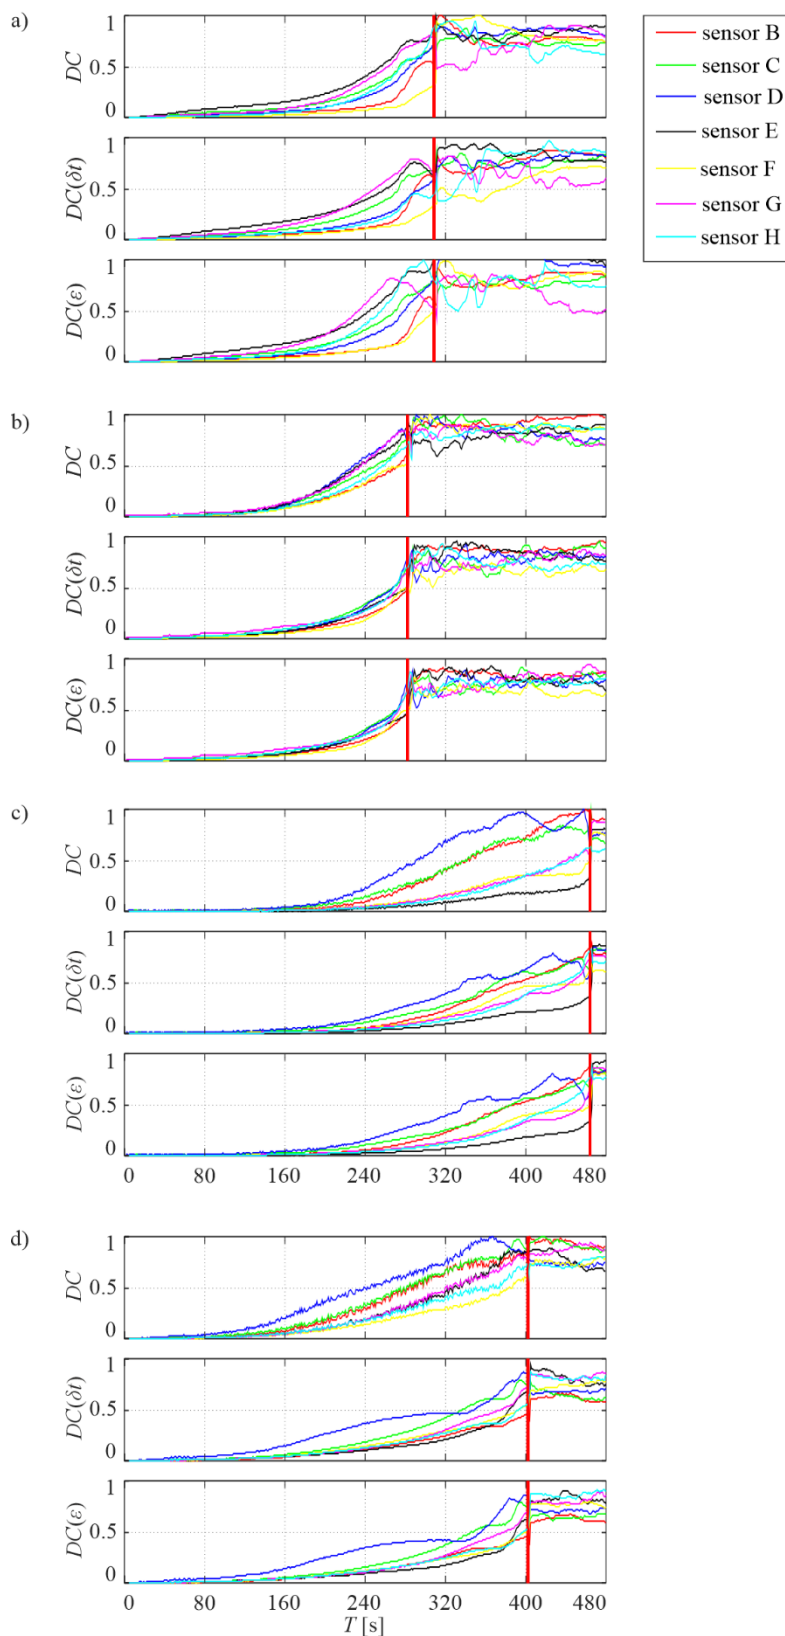 a)
1
DC
0.5
0
1
DC(δt)
0.5
0
1
DC(ε)
0.5
0
sensor B
sensor C
sensor D
sensor E
sensor F
sensor G
sensor H
b)
1
DC
0.5
0
1
DC(δt)
0.5
0
1
DC(ε)
0.5
0
c)
1
DC
0.5
0
1
DC(δt)
0.5
0
1
DC(ε)
0.5
0
0 80 160 240 320 400 480
d)
1
DC
0.5
0
1
DC(δt)
0.5
0
1
DC(ε)
0.5
0
0 80 160 240 320 400 480
T [s]